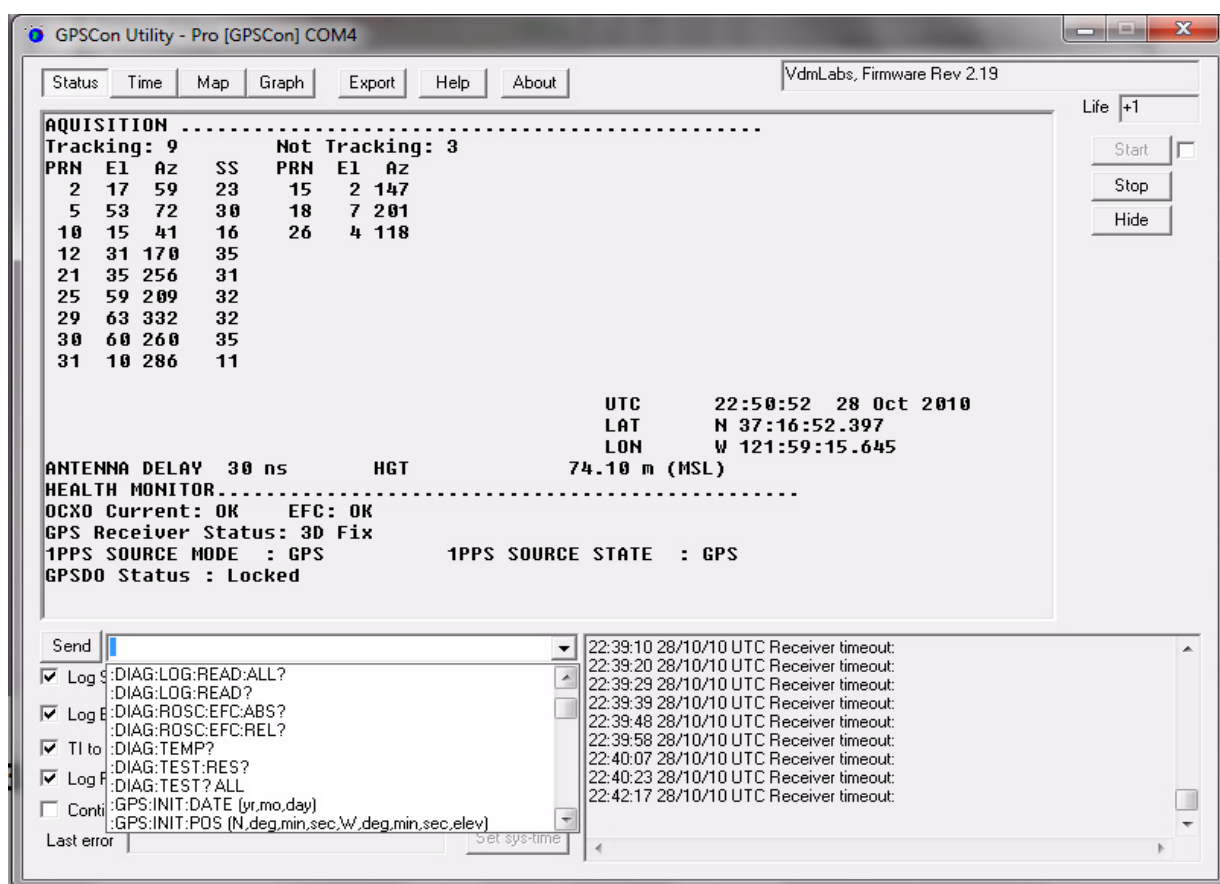 GPSCon Utility - Pro [GPSCon] COM4
Status Time Map Graph Export Help About
VdmLabs, Firmware Rev 2.19
Life +1
Start
Stop
Hide
AQUISITION ................................................
Tracking: 9 Not Tracking: 3
PRN El Az SS PRN El Az
2 17 59 23 15 2 147
5 53 72 30 18 7 201
10 15 41 16 26 4 118
12 31 170 35
21 35 256 31
25 59 209 32
29 63 332 32
30 60 260 35
31 10 286 11
UTC 22:50:52 28 Oct 2010
LAT N 37:16:52.397
LON W 121:59:15.645
ANTENNA DELAY 30 ns HGT 74.10 m (MSL)
HEALTH MONITOR................................................
OCXO Current: OK EFC: OK
GPS Receiver Status: 3D Fix
1PPS SOURCE MODE : GPS 1PPS SOURCE STATE : GPS
GPSDO Status : Locked
Send
Log
Log
TI to
Log
Last error
:DIAG:LOG:READ:ALL?
:DIAG:LOG:READ?
:DIAG:ROSC:EFC:ABS?
:DIAG:ROSC:EFC:REL?
:DIAG:TEMP?
:DIAG:TEST:RES?
:DIAG:TEST? ALL
:GPS:INIT:DATE (yr,mo,day)
:GPS:INIT:POS (N,deg,min,sec,W,deg,min,sec,elev)
Set sys-time
22:39:10 28/10/10 UTC Receiver timeout:
22:39:20 28/10/10 UTC Receiver timeout:
22:39:29 28/10/10 UTC Receiver timeout:
22:39:39 28/10/10 UTC Receiver timeout:
22:39:48 28/10/10 UTC Receiver timeout:
22:39:58 28/10/10 UTC Receiver timeout:
22:40:07 28/10/10 UTC Receiver timeout:
22:40:23 28/10/10 UTC Receiver timeout:
22:42:17 28/10/10 UTC Receiver timeout: